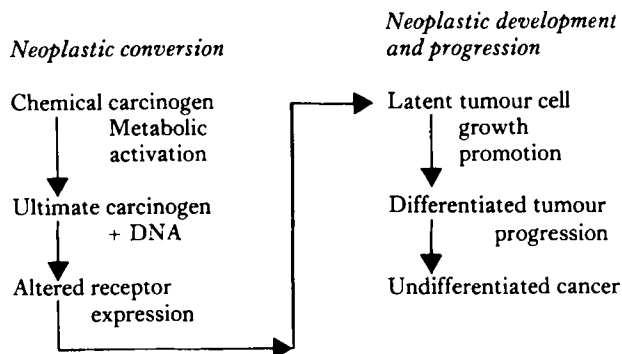 Neoplastic conversion
Chemical carcinogen
Metabolic
activation
Ultimate carcinogen
+ DNA
Altered receptor
expression
Neoplastic development
and progression
Latent tumour cell
growth
promotion
Differentiated tumour
progression
Undifferentiated cancer